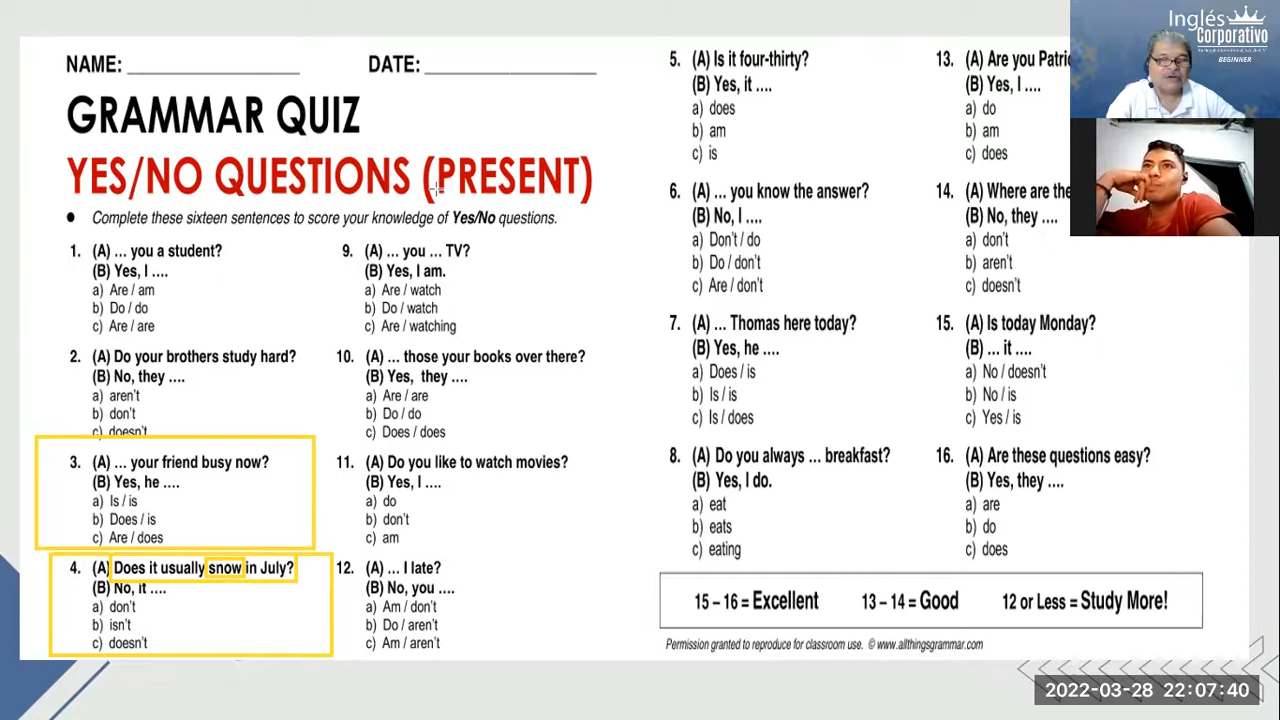 NAME: ____________________ DATE: ____________________
GRAMMAR QUIZ
YES/NO QUESTIONS (PRESENT)
● Complete these sixteen sentences to score your knowledge of Yes/No questions.
1. (A) … you a student?
(B) Yes, I ….
a) Are / am
b) Do / do
c) Are / are
2. (A) Do your brothers study hard?
(B) No, they ….
a) aren't
b) don't
c) doesn't
3. (A) … your friend busy now?
(B) Yes, he ….
a) Is / is
b) Does / is
c) Are / does
4. (A) Does it usually snow in July?
(B) No, it ….
a) don't
b) isn't
c) doesn't
9. (A) … you … TV?
(B) Yes, I am.
a) Are / watch
b) Do / watch
c) Are / watching
10. (A) … those your books over there?
(B) Yes, they ….
a) Are / are
b) Do / do
c) Does / does
11. (A) Do you like to watch movies?
(B) Yes, I ….
a) do
b) don't
c) am
12. (A) … I late?
(B) No, you ….
a) Am / don't
b) Do / aren't
c) Am / aren't
5. (A) Is it four-thirty?
(B) Yes, it ….
a) does
b) am
c) is
6. (A) … you know the answer?
(B) No, I ….
a) Don't / do
b) Do / don't
c) Are / don't
7. (A) … Thomas here today?
(B) Yes, he ….
a) Does / is
b) Is / is
c) Is / does
8. (A) Do you always … breakfast?
(B) Yes, I do.
a) eat
b) eats
c) eating
13. (A) Are you Patri
(B) Yes, I ….
a) do
b) am
c) does
14. (A) Where are the
(B) No, they ….
a) don't
b) aren't
c) doesn't
15. (A) Is today Monday?
(B) … it ….
a) No / doesn't
b) No / is
c) Yes / is
16. (A) Are these questions easy?
(B) Yes, they ….
a) are
b) do
c) does
15 – 16 = Excellent 13 – 14 = Good 12 or Less = Study More!
Permission granted to reproduce for classroom use. © www.allthingsgrammar.com
Inglés
Corporativo
BEGINNER
2022-03-28 22:07:40